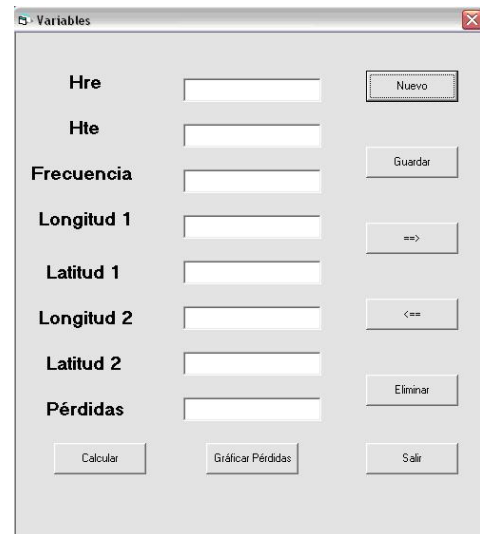 Variables
Hre
Nuevo
Hte
Guardar
Frecuencia
Longitud 1
==>
Latitud 1
Longitud 2
<==
Latitud 2
Eliminar
Pérdidas
Calcular
Gráficar Pérdidas
Salir